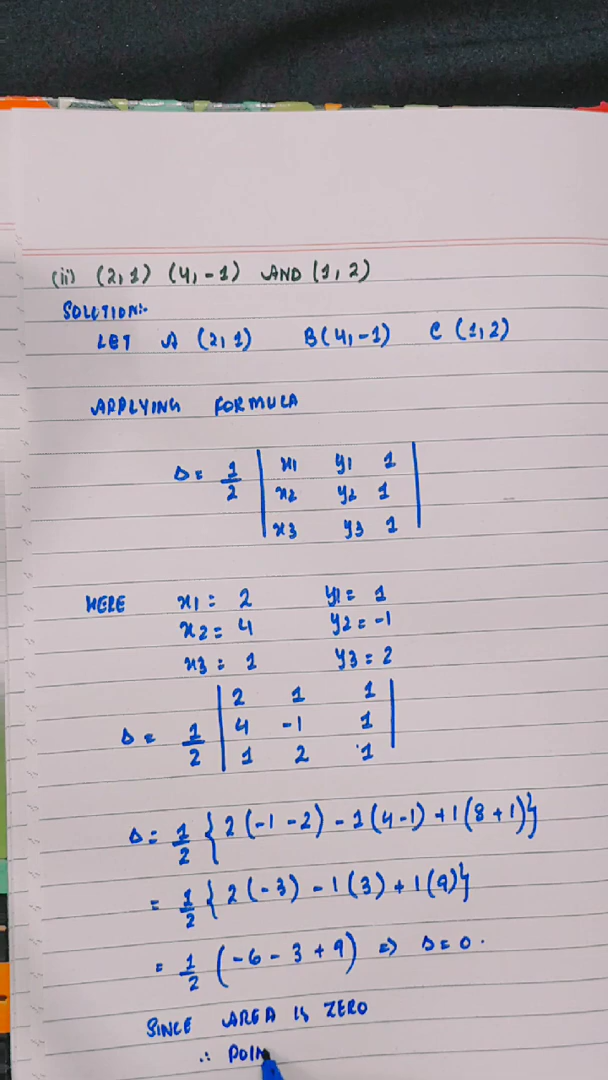 (ii) (2,1) (4,-1) AND (1,2)
SOLUTION:-
LET A (2,1) B(4,-1) C (1,2)
APPLYING FORMULA
Δ= 1/2 | x1 y1 1
x2 y2 1
x3 y3 1 |
HERE x1 = 2 y1 = 1
x2 = 4 y2 = -1
x3 = 1 y3 = 2
Δ = 1/2 | 2 1 1
4 -1 1
1 2 1 |
Δ= 1/2 { 2(-1-2) - 1(4-1) +1(8+1)}
= 1/2 { 2(-3) - 1(3) + 1(9)}
= 1/2 (-6 - 3 + 9) => Δ = 0.
SINCE AREA IS ZERO
∴ POIN